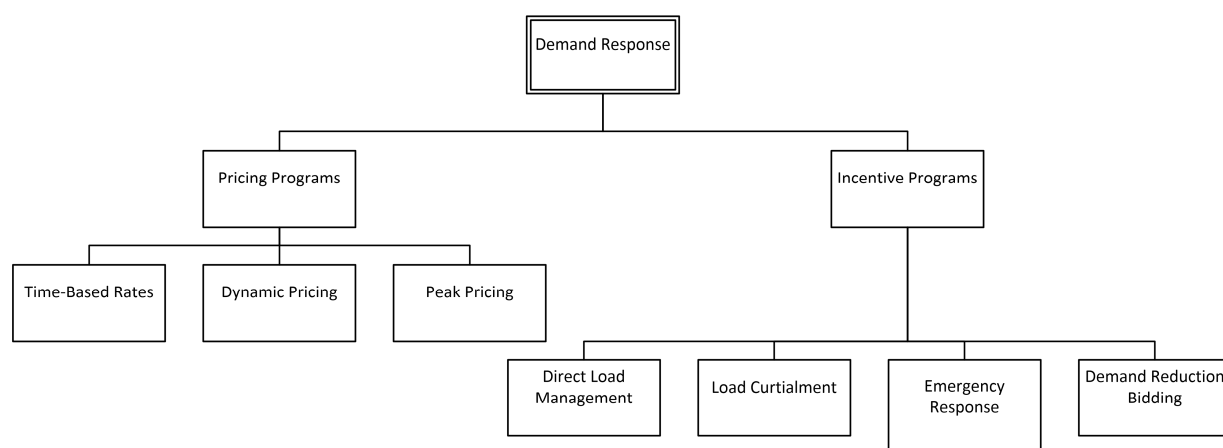 Demand Response
Pricing Programs
Incentive Programs
Time-Based Rates
Dynamic Pricing
Peak Pricing
Direct Load
Management
Load Curtialment
Emergency
Response
Demand Reduction
Bidding